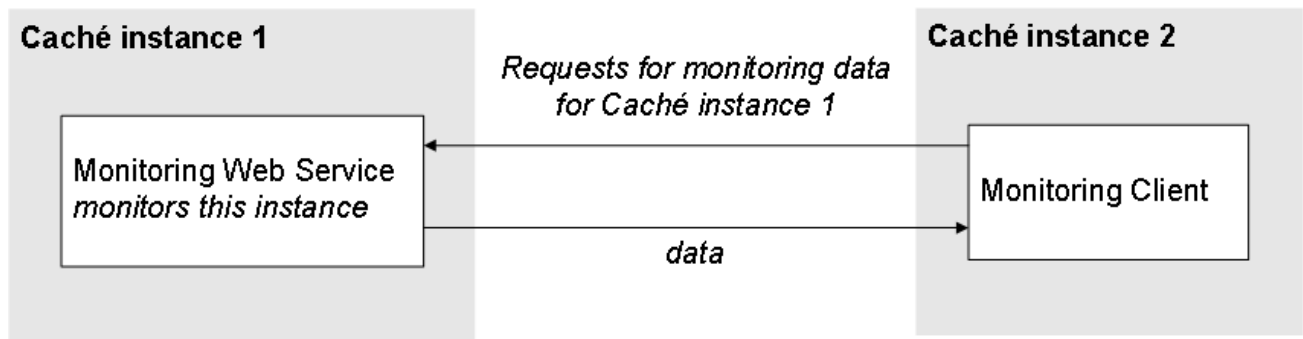 Caché instance 1
Caché instance 2
Requests for monitoring data
for Caché instance 1
Monitoring Web Service
monitors this instance
Monitoring Client
data